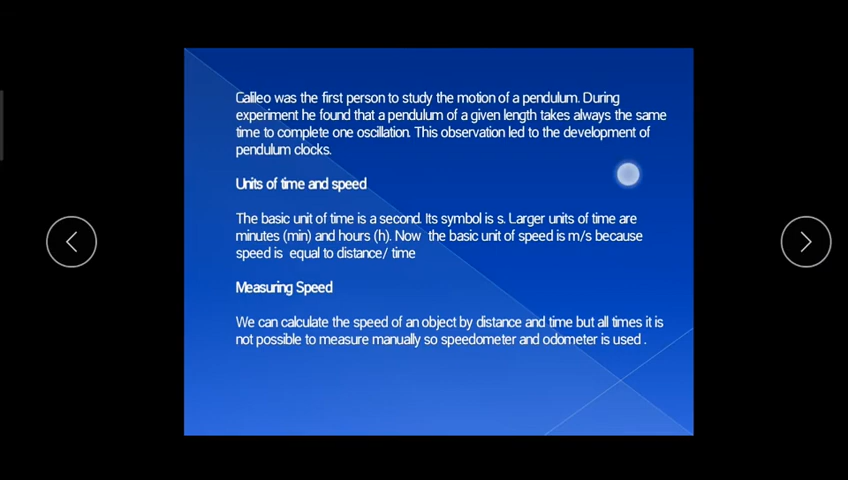 Galileo was the first person to study the motion of a pendulum. During
experiment he found that a pendulum of a given length takes always the same
time to complete one oscillation. This observation led to the development of
pendulum clocks.
Units of time and speed
The basic unit of time is a second. Its symbol is s. Larger units of time are
minutes (min) and hours (h). Now the basic unit of speed is m/s because
speed is equal to distance/ time
Measuring Speed
We can calculate the speed of an object by distance and time but all times it is
not possible to measure manually so speedometer and odometer is used .